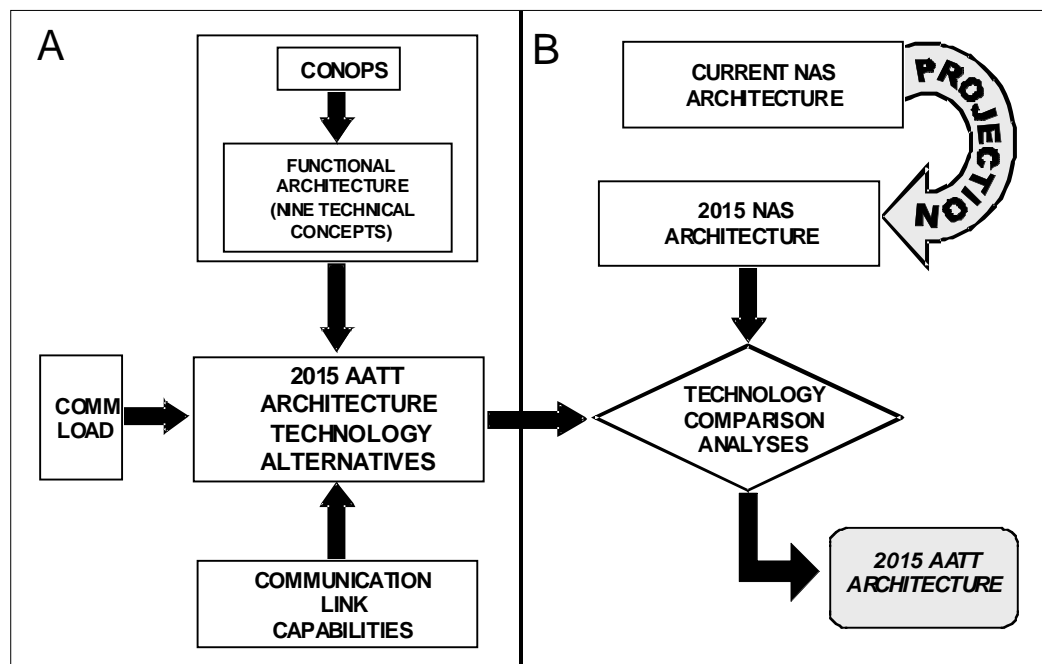 A
CONOPS
FUNCTIONAL
ARCHITECTURE
(NINE TECHNICAL
CONCEPTS)
COMM
LOAD
2015 AATT
ARCHITECTURE
TECHNOLOGY
ALTERNATIVES
COMMUNICATION
LINK
CAPABILITIES
B
CURRENT NAS
ARCHITECTURE
PROJECTION
2015 NAS
ARCHITECTURE
TECHNOLOGY
COMPARISON
ANALYSES
2015 AATT
ARCHITECTURE